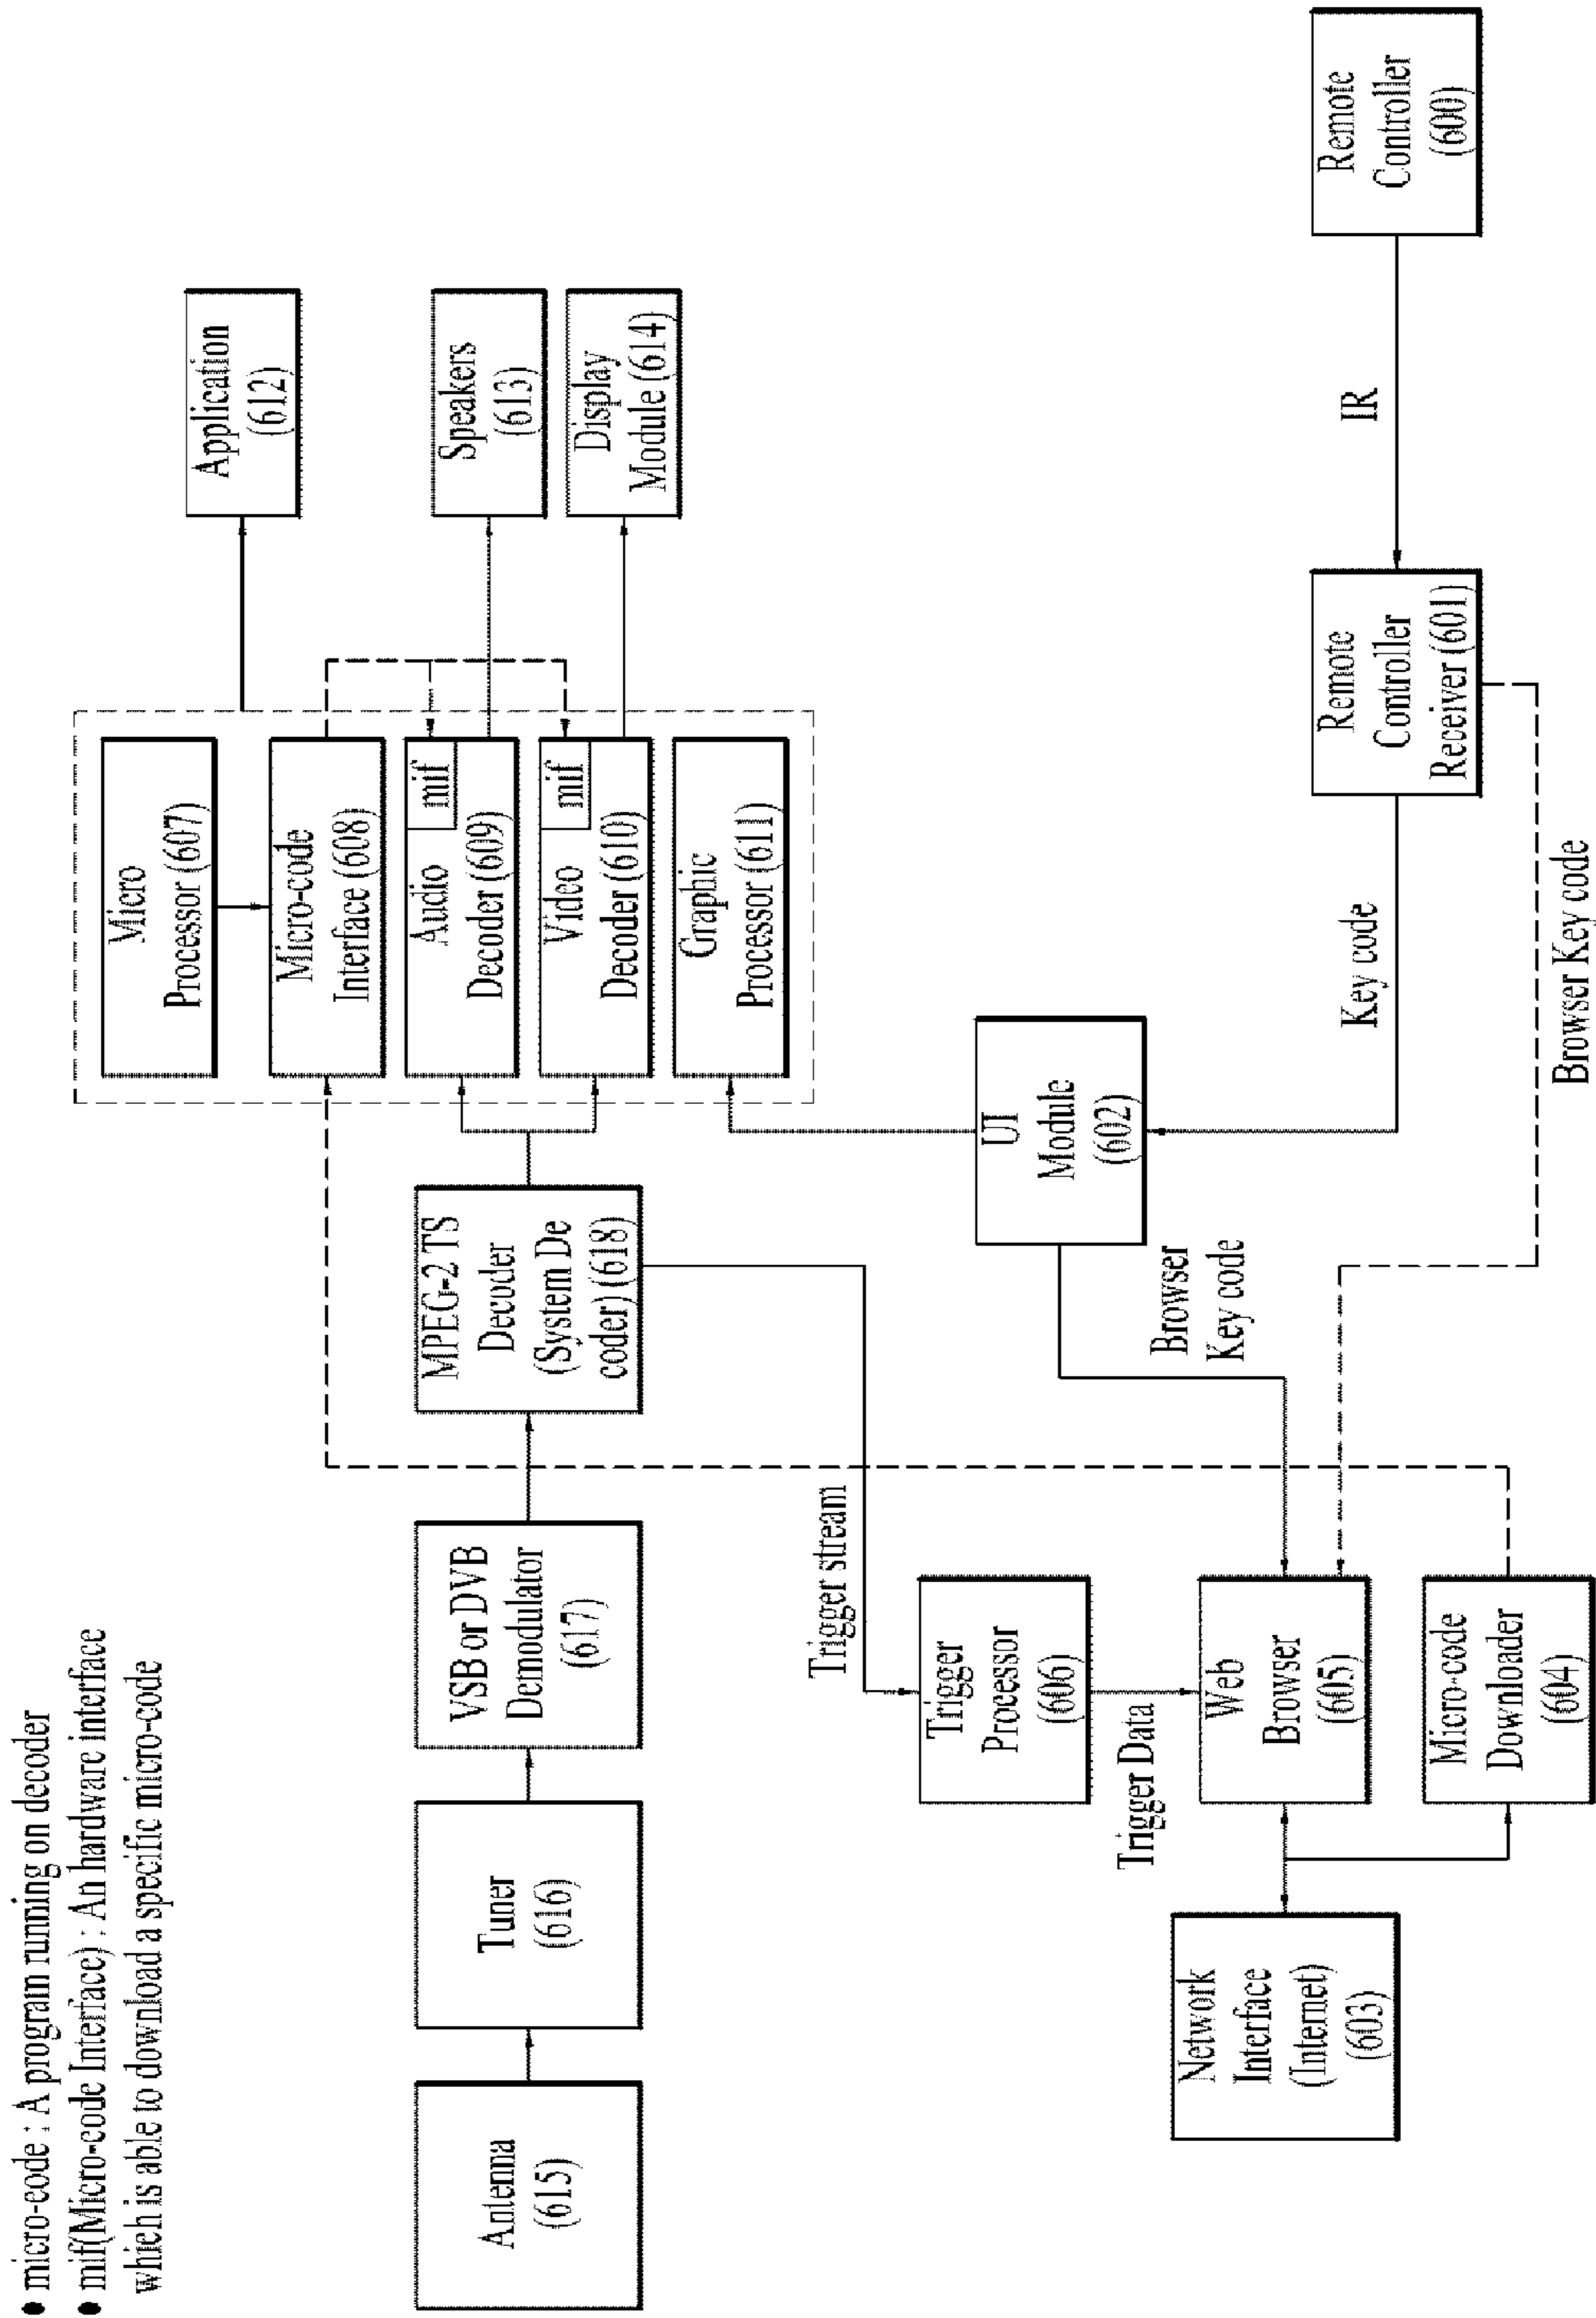 ● micro-code : A program running on decoder
● mif(Micro-code Interface) : An hardware interface
which is able to download a specific micro-code
Antenna
(615)
Tuner
(616)
VSB or DVB
Demodulator
(617)
MPEG-2 TS
Decoder
(System De
coder) (618)
Micro
Processor (607)
Micro-code
Interface (608)
Audio
mif
Decoder (609)
Video
mif
Decoder (610)
Graphic
Processor (611)
Application
(612)
Speakers
(613)
Display
Module (614)
Trigger stream
Trigger
Processor
(606)
Trigger Data
Network
Interface
(Internet)
(603)
Web
Browser
(605)
Micro-code
Downloader
(604)
Browser
Key code
UI
Module
(602)
Key code
Browser Key code
Remote
Controller
Receiver (601)
IR
Remote
Controller
(600)